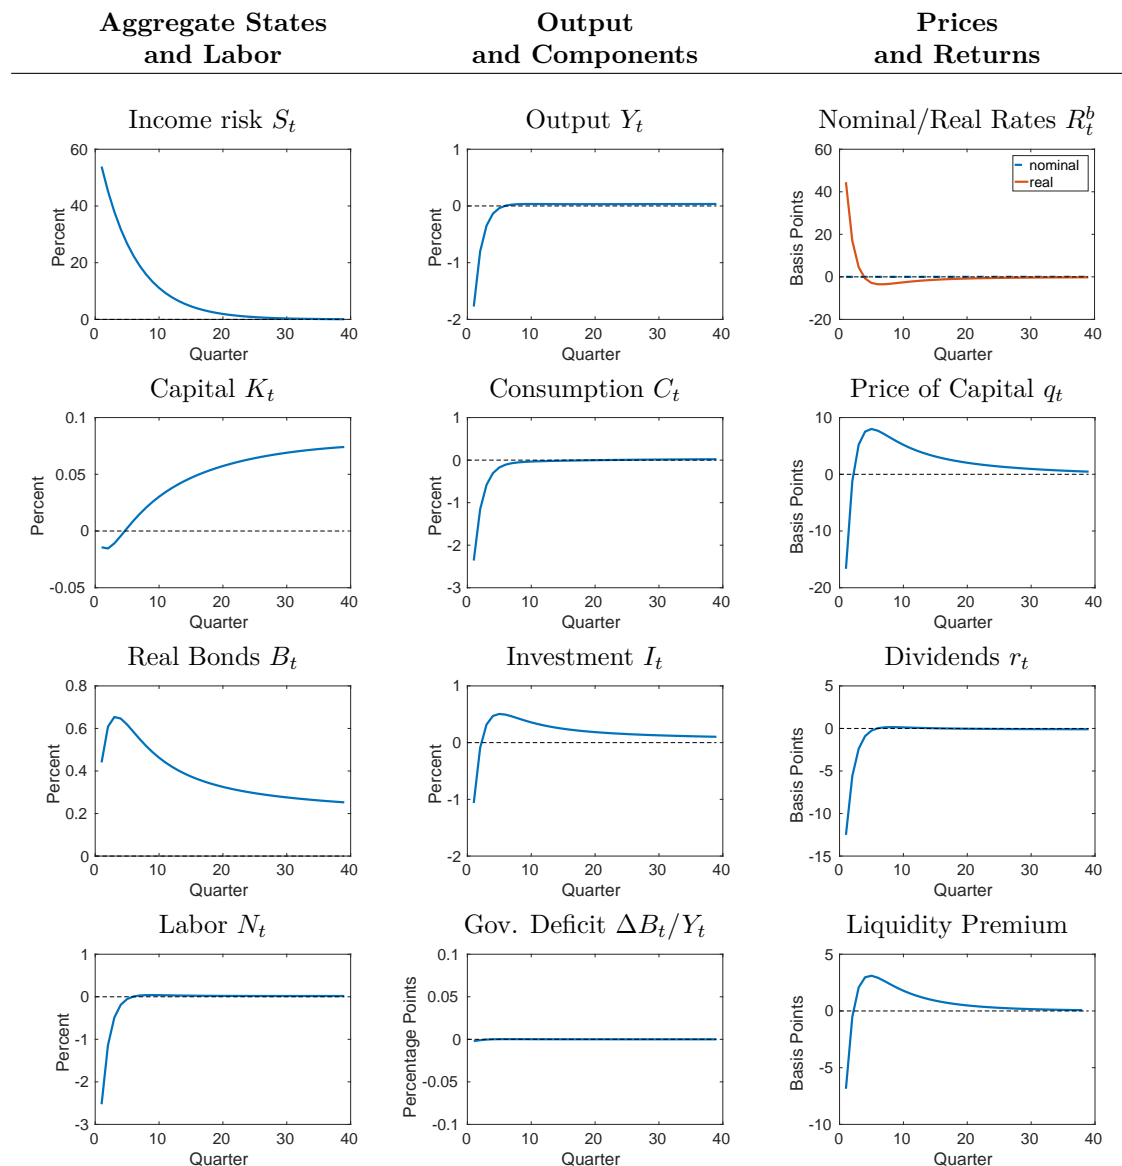 Aggregate States and Labor
Output and Components
Prices and Returns
Income risk S_t
Percent
60
40
20
0
0 10 20 30 40
Quarter
Output Y_t
Percent
1
0
-1
-2
0 10 20 30 40
Quarter
Nominal/Real Rates R_t^b
Basis Points
60
40
20
0
-20
nominal
real
0 10 20 30 40
Quarter
Capital K_t
Percent
0.1
0.05
0
-0.05
0 10 20 30 40
Quarter
Consumption C_t
Percent
1
0
-1
-2
-3
0 10 20 30 40
Quarter
Price of Capital q_t
Basis Points
10
0
-10
-20
0 10 20 30 40
Quarter
Real Bonds B_t
Percent
0.8
0.6
0.4
0.2
0
0 10 20 30 40
Quarter
Investment I_t
Percent
1
0
-1
-2
0 10 20 30 40
Quarter
Dividends r_t
Basis Points
5
0
-5
-10
-15
0 10 20 30 40
Quarter
Labor N_t
Percent
1
0
-1
-2
-3
0 10 20 30 40
Quarter
Gov. Deficit ΔB_t/Y_t
Percentage Points
0.1
0.05
0
-0.05
-0.1
0 10 20 30 40
Quarter
Liquidity Premium
Basis Points
5
0
-5
-10
0 10 20 30 40
Quarter